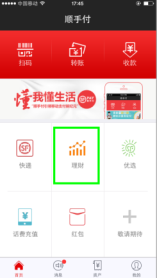 中国移动 17:48
顺手付
扫码 转账 收款
懂我懂生活
快递 理财 优选
话费充值 红包 敬请期待
首页 消息 资产 我的